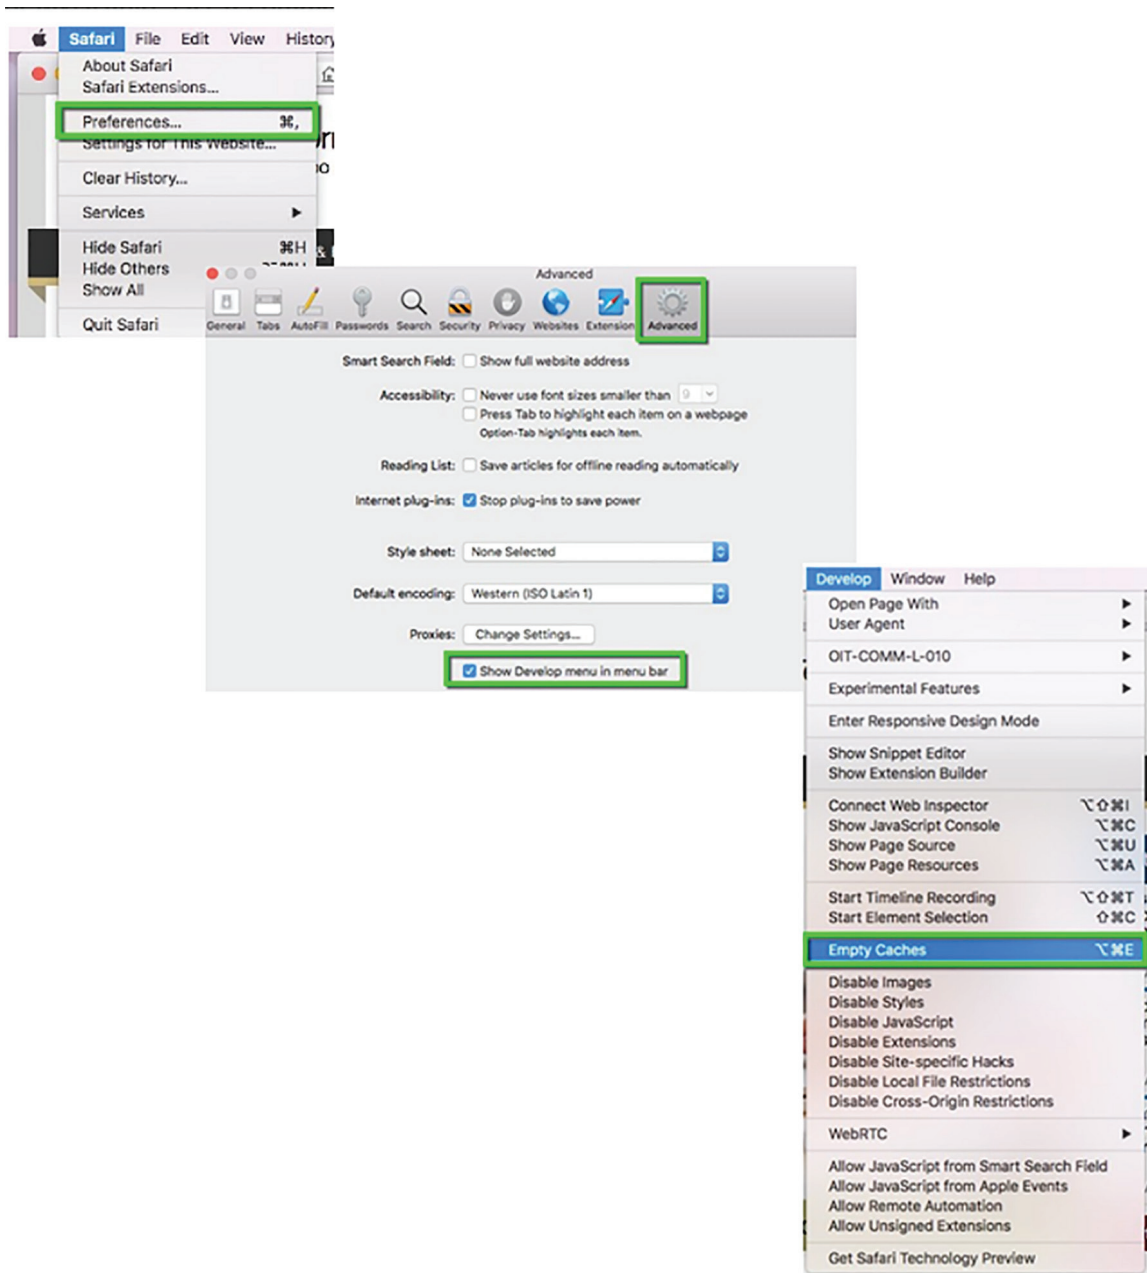 Safari File Edit View History
About Safari
Safari Extensions...
Preferences... ⌘,
Settings for This Website...
Clear History...
Services
Hide Safari ⌘H
Hide Others
Show All
Quit Safari
Advanced
General Tabs AutoFill Passwords Search Security Privacy Websites Extension Advanced
Smart Search Field: Show full website address
Accessibility: Never use font sizes smaller than 9
Press Tab to highlight each item on a webpage
Option-Tab highlights each item.
Reading List: Save articles for offline reading automatically
Internet plug-ins: Stop plug-ins to save power
Style sheet: None Selected
Default encoding: Western (ISO Latin 1)
Proxies: Change Settings...
Show Develop menu in menu bar
Develop Window Help
Open Page With
User Agent
OIT-COMM-L-010
Experimental Features
Enter Responsive Design Mode
Show Snippet Editor
Show Extension Builder
Connect Web Inspector ⌥⇧⌘I
Show JavaScript Console ⌥⌘C
Show Page Source ⌥⌘U
Show Page Resources ⌥⌘A
Start Timeline Recording ⌥⇧⌘T
Start Element Selection ⇧⌘C
Empty Caches ⌥⌘E
Disable Images
Disable Styles
Disable JavaScript
Disable Extensions
Disable Site-specific Hacks
Disable Local File Restrictions
Disable Cross-Origin Restrictions
WebRTC
Allow JavaScript from Smart Search Field
Allow JavaScript from Apple Events
Allow Remote Automation
Allow Unsigned Extensions
Get Safari Technology Preview